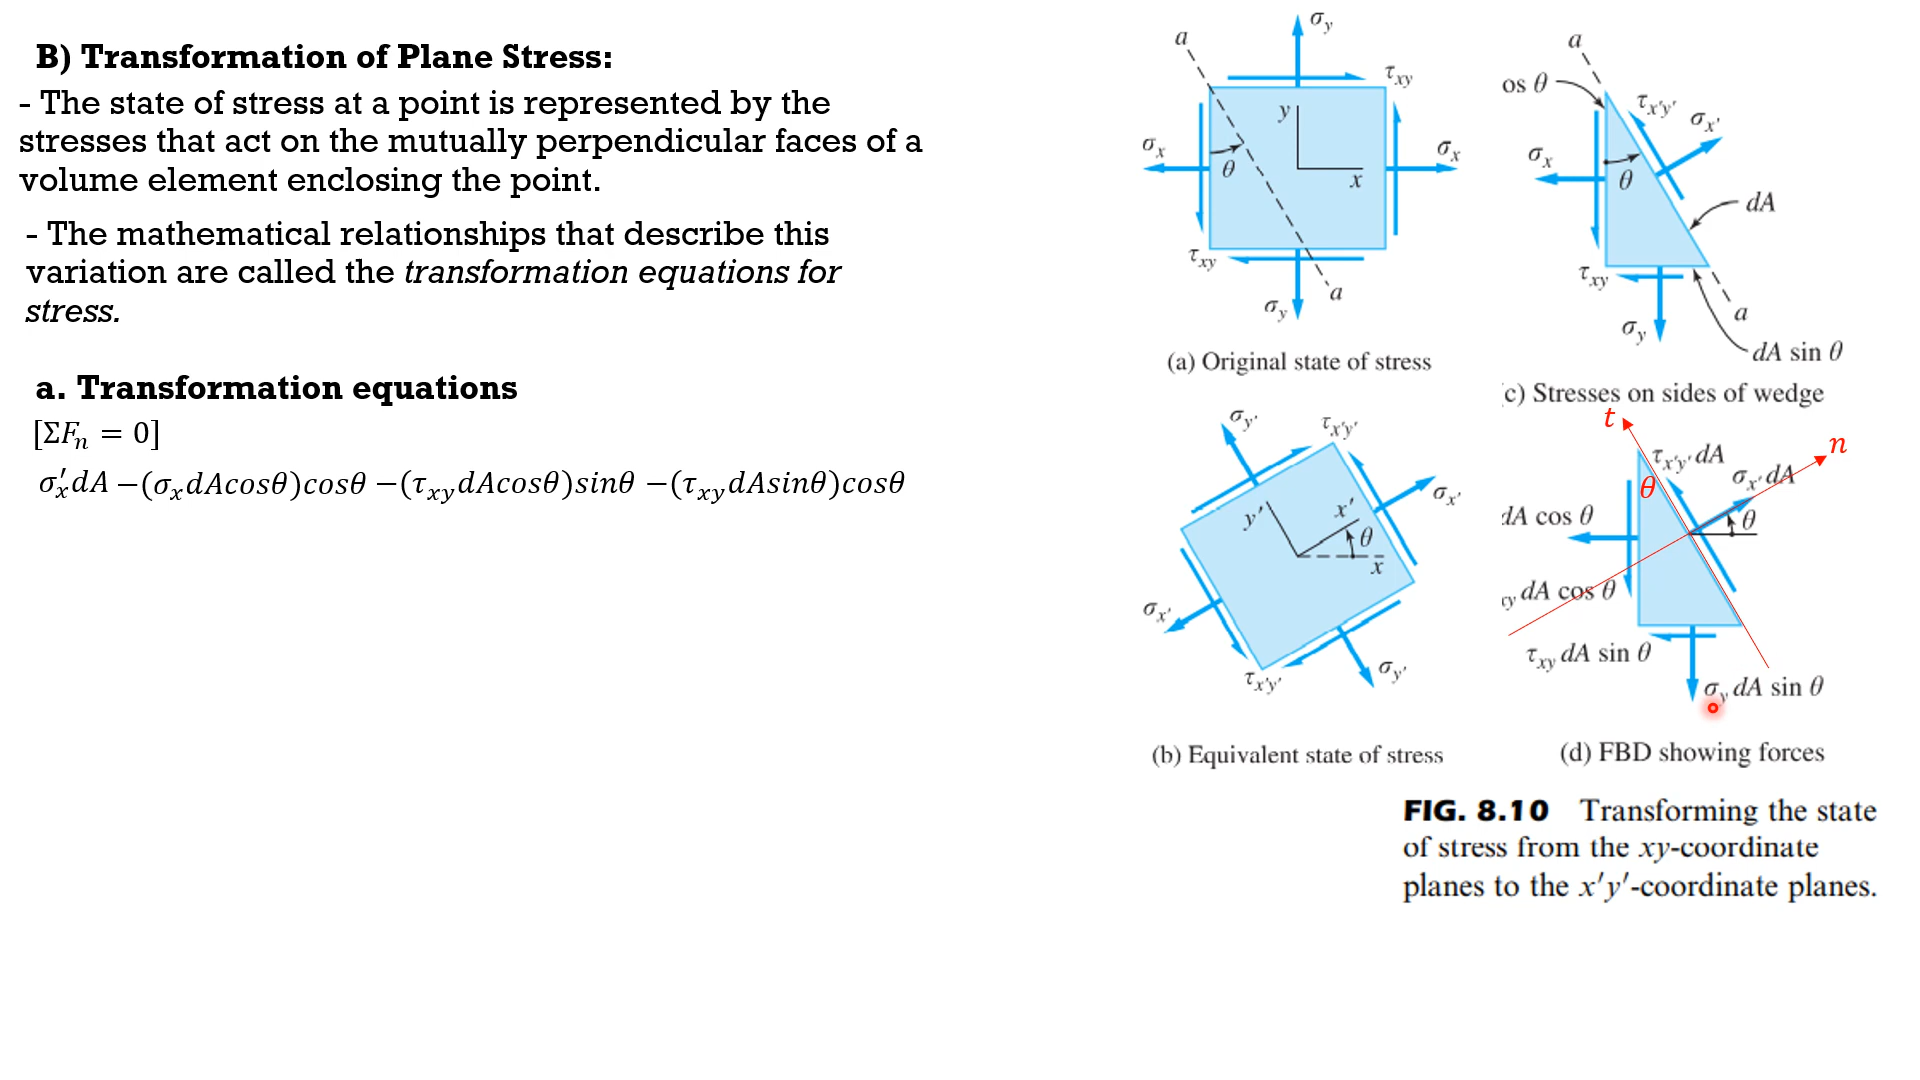 B) Transformation of Plane Stress:
- The state of stress at a point is represented by the
stresses that act on the mutually perpendicular faces of a
volume element enclosing the point.
- The mathematical relationships that describe this
variation are called the transformation equations for
stress.
a. Transformation equations
[ΣFₙ = 0]
σ′ₓdA −(σₓdAcosθ)cosθ −(τ_xy dAcosθ)sinθ −(τ_xy dAsinθ)cosθ
a
σ_y
τ_xy
y
σ_x
θ
x
σ_x
τ_xy
σ_y
a
(a) Original state of stress
a
os θ
τ_x'y'
σ_x'
σ_x
θ
dA
τ_xy
σ_y
a
dA sin θ
c) Stresses on sides of wedge
σ_y'
τ_x'y'
y'
x'
σ_x'
θ
x
σ_x'
τ_x'y'
σ_y'
(b) Equivalent state of stress
t
n
τ_x'y' dA
σ_x' dA
θ
θ
dA cos θ
xy dA cos θ
τ_xy dA sin θ
σ_y dA sin θ
(d) FBD showing forces
FIG. 8.10 Transforming the state
of stress from the xy-coordinate
planes to the x′y′-coordinate planes.